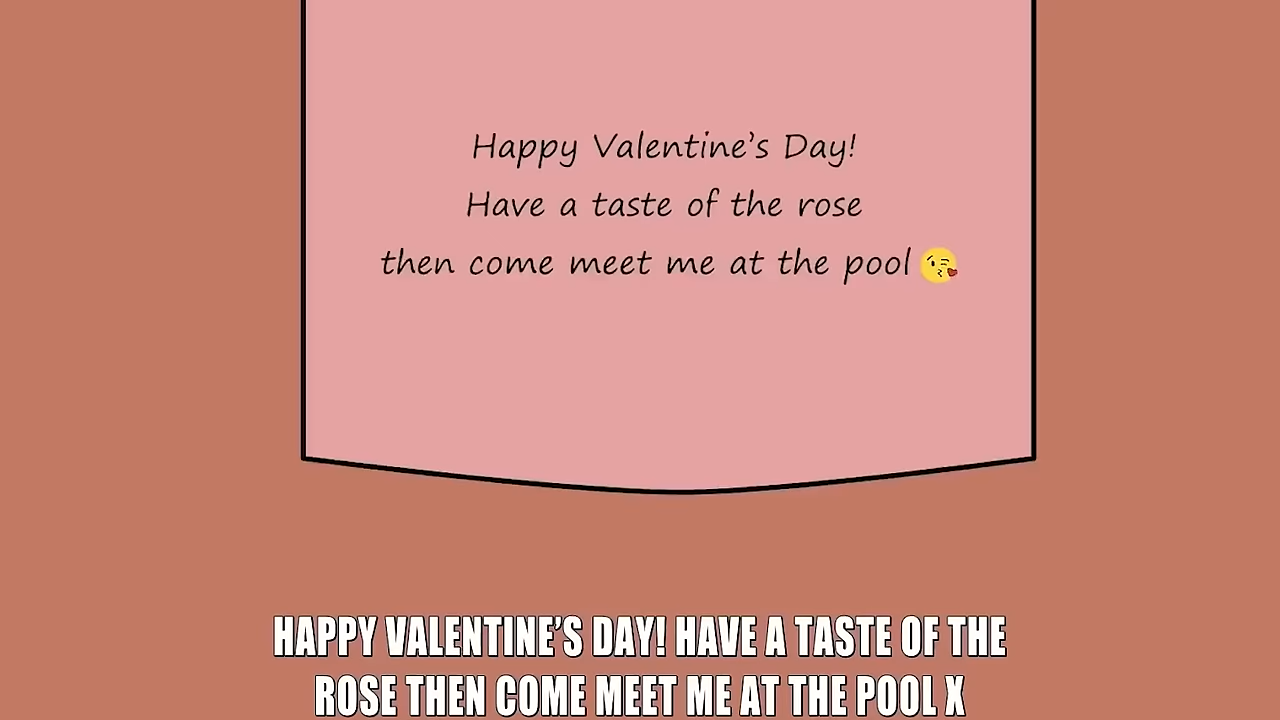 Happy Valentine’s Day!
Have a taste of the rose
then come meet me at the pool 😘
HAPPY VALENTINE’S DAY! HAVE A TASTE OF THE
ROSE THEN COME MEET ME AT THE POOL X